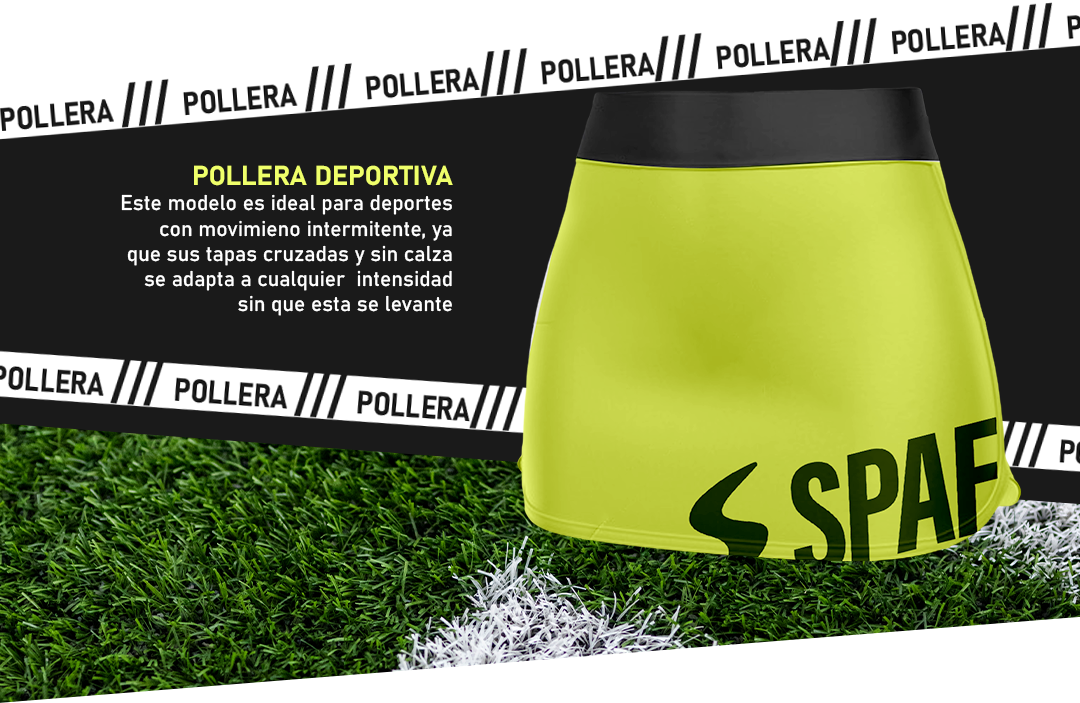 POLLERA /// POLLERA /// POLLERA /// POLLERA /// POLLERA /// POLLERA /// P
POLLERA DEPORTIVA
Este modelo es ideal para deportes
con movimieno intermitente, ya
que sus tapas cruzadas y sin calza
se adapta a cualquier intensidad
sin que esta se levante
POLLERA /// POLLERA /// POLLERA /// /// PO
SPAF